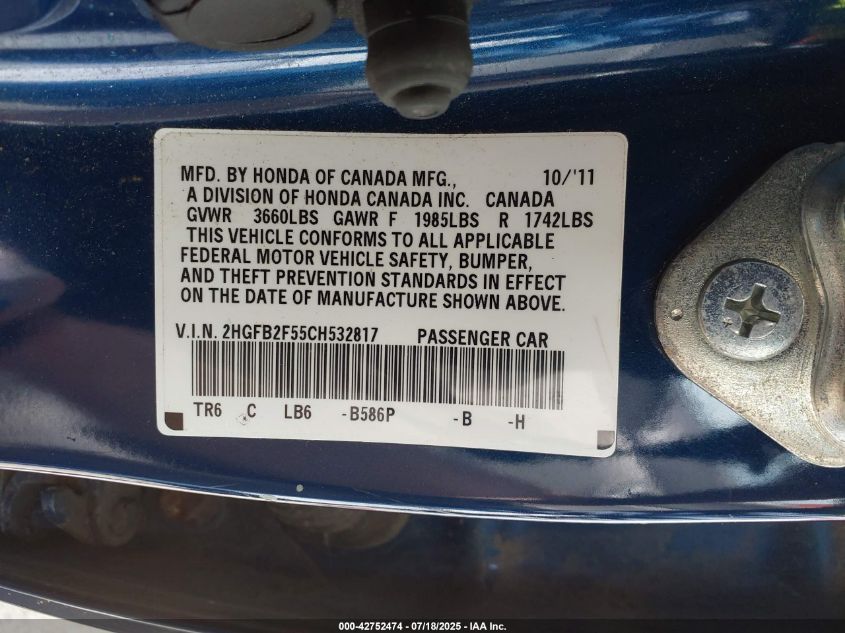 MFD. BY HONDA OF CANADA MFG., 10/'11
A DIVISION OF HONDA CANADA INC. CANADA
GVWR 3660LBS GAWR F 1985LBS R 1742LBS
THIS VEHICLE CONFORMS TO ALL APPLICABLE
FEDERAL MOTOR VEHICLE SAFETY, BUMPER,
AND THEFT PREVENTION STANDARDS IN EFFECT
ON THE DATE OF MANUFACTURE SHOWN ABOVE.
V.I.N. 2HGFB2F55CH532817 PASSENGER CAR
TR6 C LB6 -B586P -B -H
000-42752474 - 07/18/2025 - IAA Inc.